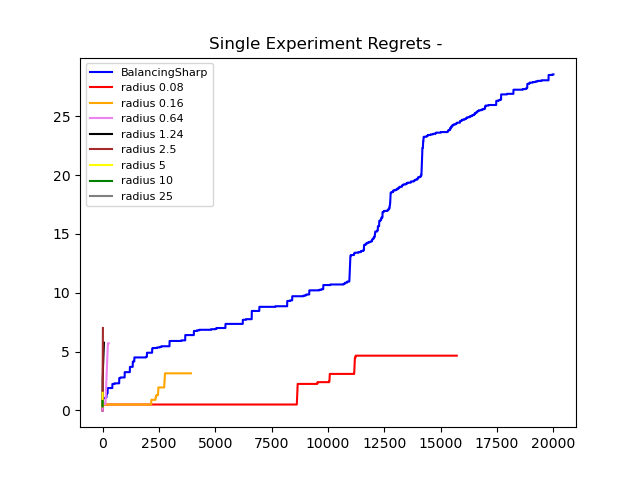 Single Experiment Regrets -
BalancingSharp
radius 0.08
radius 0.16
radius 0.64
radius 1.24
radius 2.5
radius 5
radius 10
radius 25
25
20
15
10
5
0
0 2500 5000 7500 10000 12500 15000 17500 20000